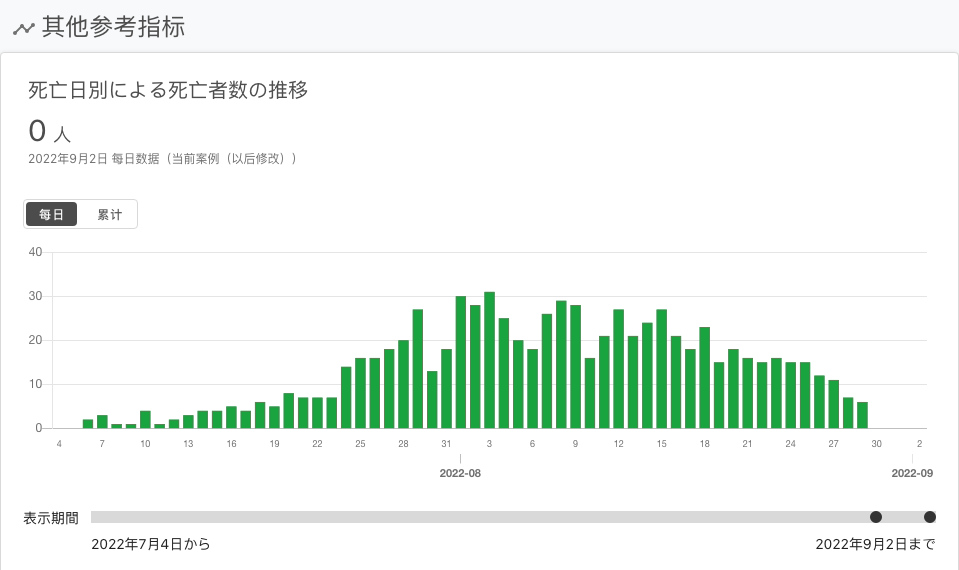 其他参考指标
死亡日別による死亡者数の推移
0 人
2022年9月2日 每日数据（当前案例（以后修改））
每日 累计
40
30
20
10
0
4 7 10 13 16 19 22 25 28 31 3 6 9 12 15 18 21 24 27 30 2
2022-08 2022-09
表示期間
2022年7月4日から 2022年9月2日まで